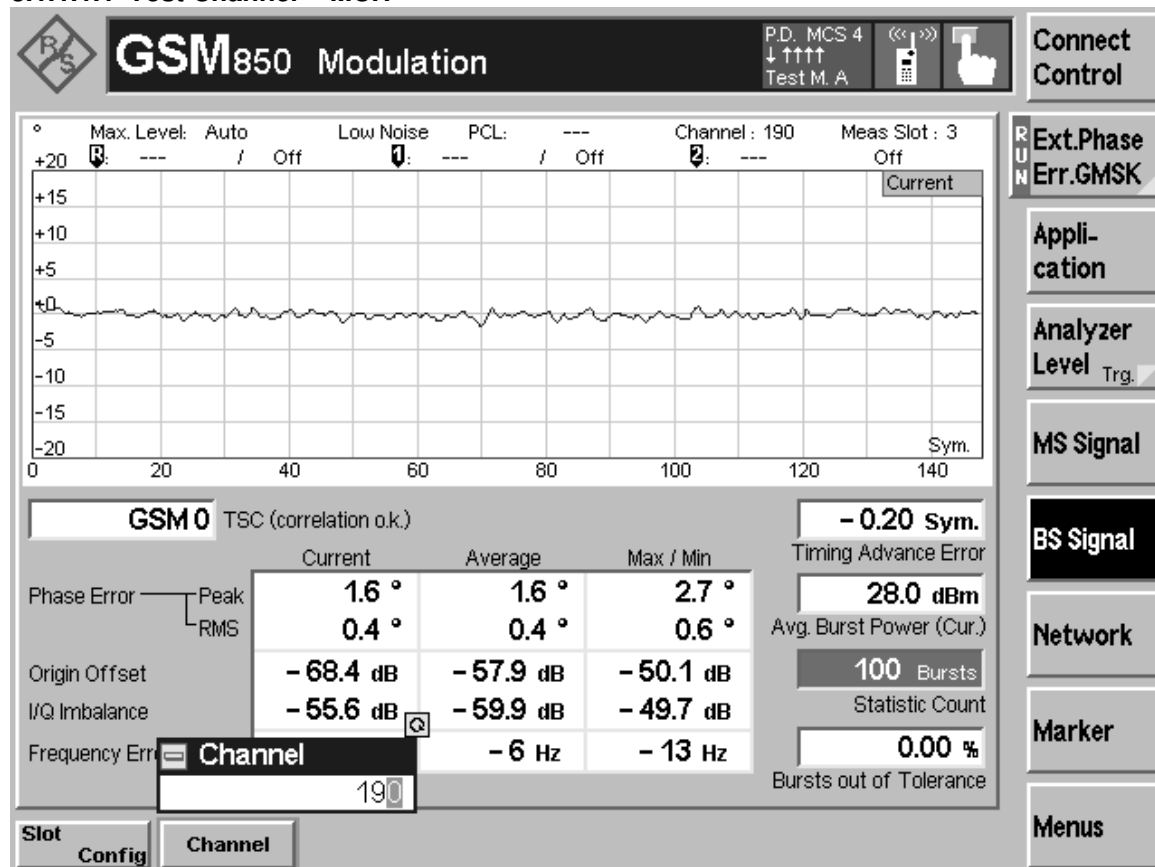 GSM850 Modulation
P.D. MCS 4
↓ ↑↑↑↑
Test M. A
Connect Control
° Max. Level: Auto Low Noise PCL: --- Channel : 190 Meas Slot : 3
R: --- / Off 1: --- / Off 2: --- Off
Current
+20
+15
+10
+5
±0
-5
-10
-15
-20
Sym.
0 20 40 60 80 100 120 140
GSM 0 TSC (correlation o.k.)
Current Average Max / Min
Phase Error Peak 1.6 ° 1.6 ° 2.7 °
RMS 0.4 ° 0.4 ° 0.6 °
Origin Offset - 68.4 dB - 57.9 dB - 50.1 dB
I/Q Imbalance - 55.6 dB - 59.9 dB - 49.7 dB
Frequency Err - 6 Hz - 13 Hz
- 0.20 Sym.
Timing Advance Error
28.0 dBm
Avg. Burst Power (Cur.)
100 Bursts
Statistic Count
0.00 %
Bursts out of Tolerance
Channel
190
Slot Config
Channel
RUN
Ext.Phase Err.GMSK
Appli-
cation
Analyzer Level Trg.
MS Signal
BS Signal
Network
Marker
Menus
R/S